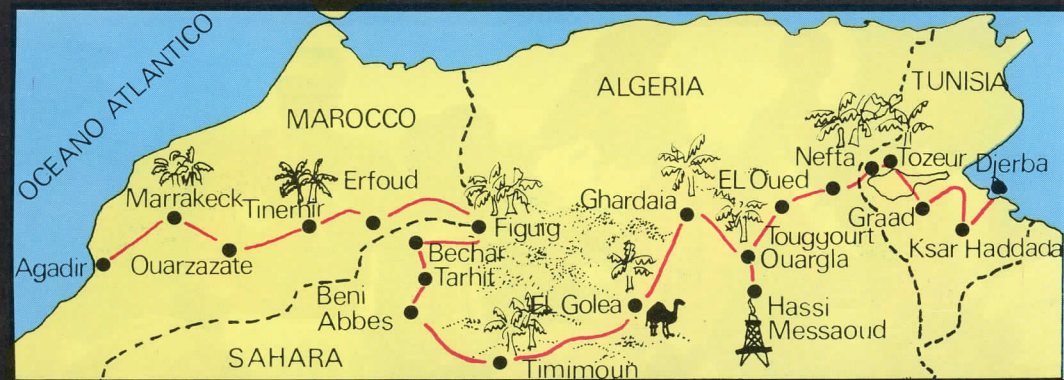 OCEANO ATLANTICO
MAROCCO
ALGERIA
TUNISIA
SAHARA
Agadir
Marrakeck
Ouarzazate
Tinerhir
Erfoud
Figuig
Bechar
Tarhit
Beni
Abbes
Timimoun
EL Golea
Ghardaia
Ouargla
Hassi
Messaoud
Touggourt
EL Oued
Nefta
Tozeur
Graad
Ksar Haddada
Djerba